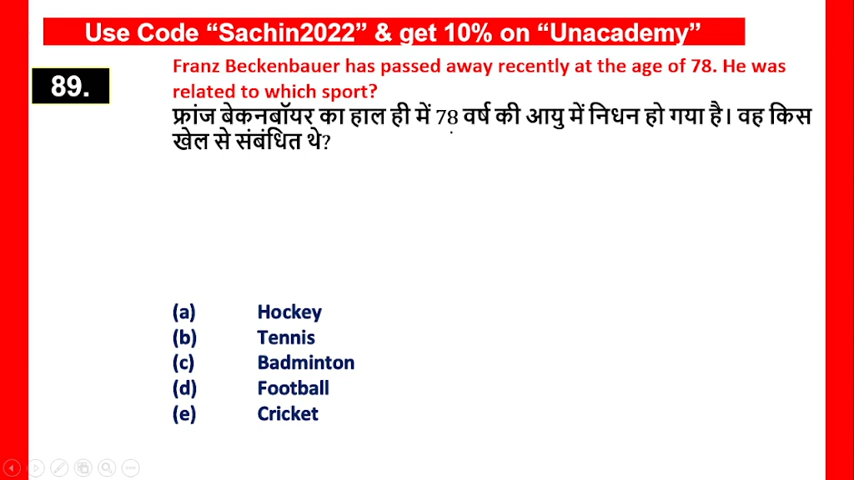 Use Code “Sachin2022” & get 10% on “Unacademy”
89.
Franz Beckenbauer has passed away recently at the age of 78. He was
related to which sport?
फ्रांज बेकनबॉयर का हाल ही में 78 वर्ष की आयु में निधन हो गया है। वह किस
खेल से संबंधित थे?
(a) Hockey
(b) Tennis
(c) Badminton
(d) Football
(e) Cricket